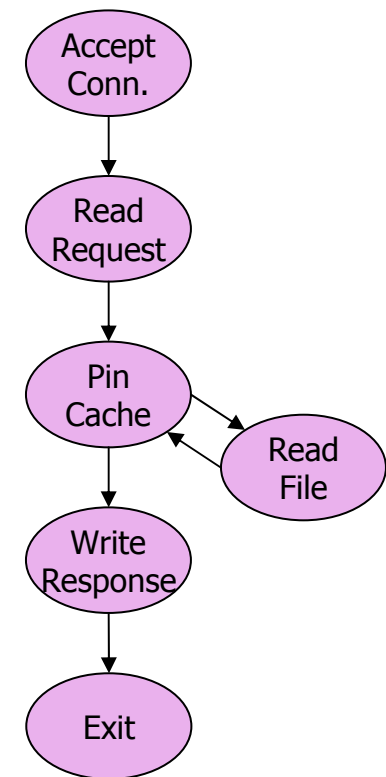 Accept
Conn.
Read
Request
Pin
Cache
Read
File
Write
Response
Exit